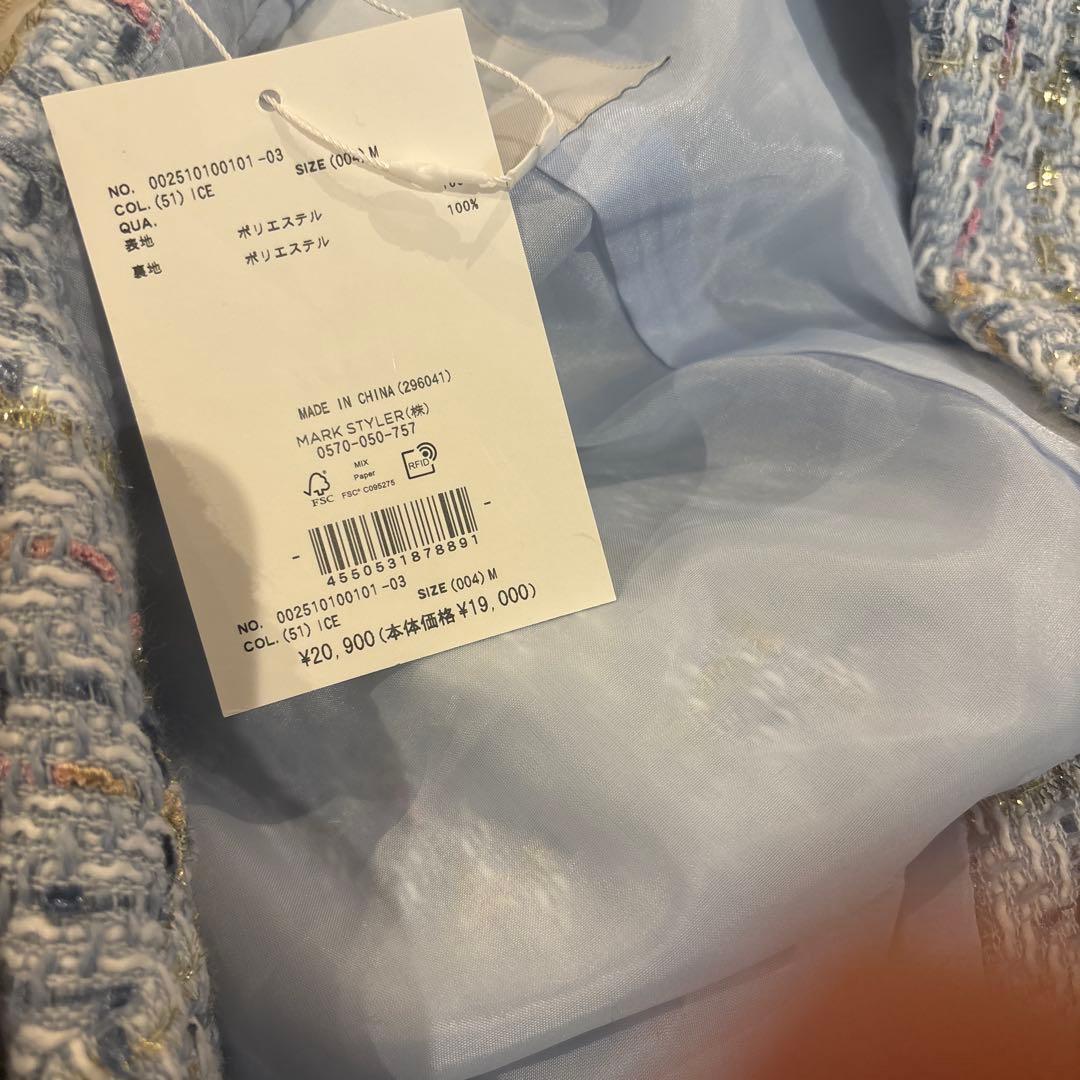 NO. 002510100101-03 SIZE(004)M
COL.(51)ICE
QUA.
100%
表地 ポリエステル
裏地 ポリエステル 100%
MADE IN CHINA(296041)
MARK STYLER(株)
0570-050-757
FSC
MIX
Paper
FSC® C095275
RFID
4550531878891
NO. 002510100101-03 SIZE(004)M
COL.(51)ICE
¥20,900(本体価格¥19,000)